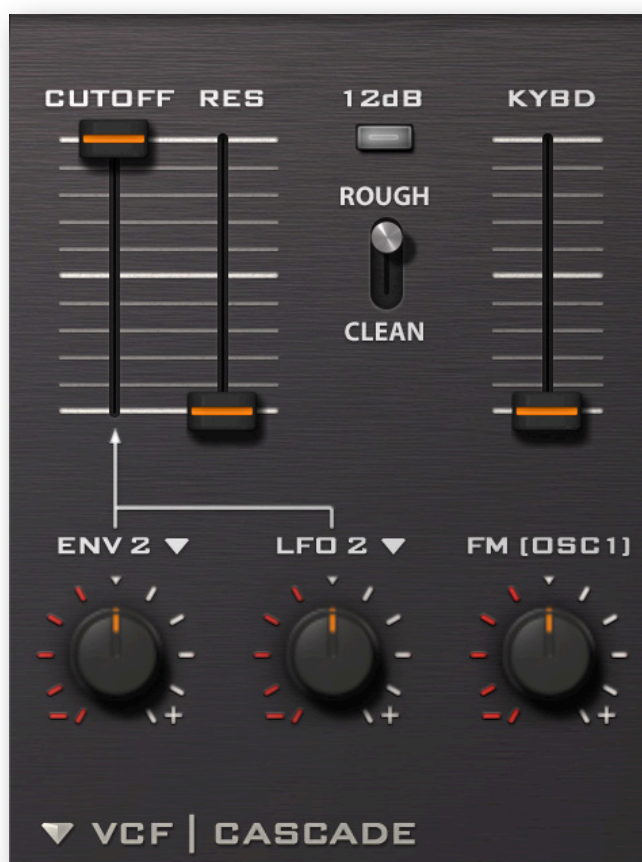 CUTOFF RES 12dB KYBD
ROUGH
CLEAN
ENV 2 LFO 2 FM (OSC1)
- + - + - +
VCF | CASCADE